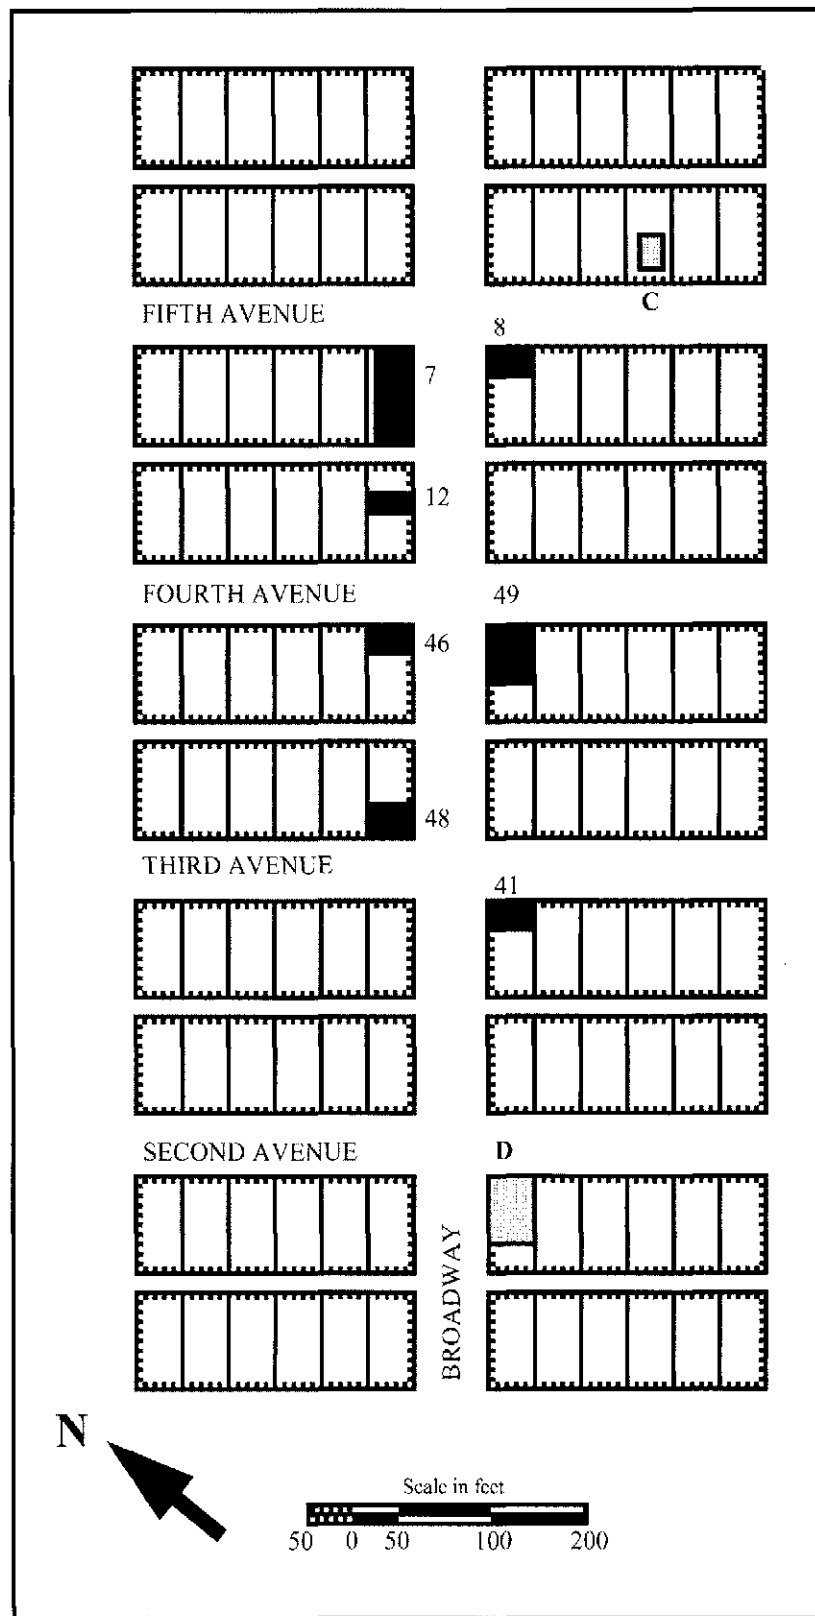 C
FIFTH AVENUE
8
7
12
FOURTH AVENUE
49
46
48
THIRD AVENUE
41
SECOND AVENUE
D
BROADWAY
N
Scale in feet
50 0 50 100 200